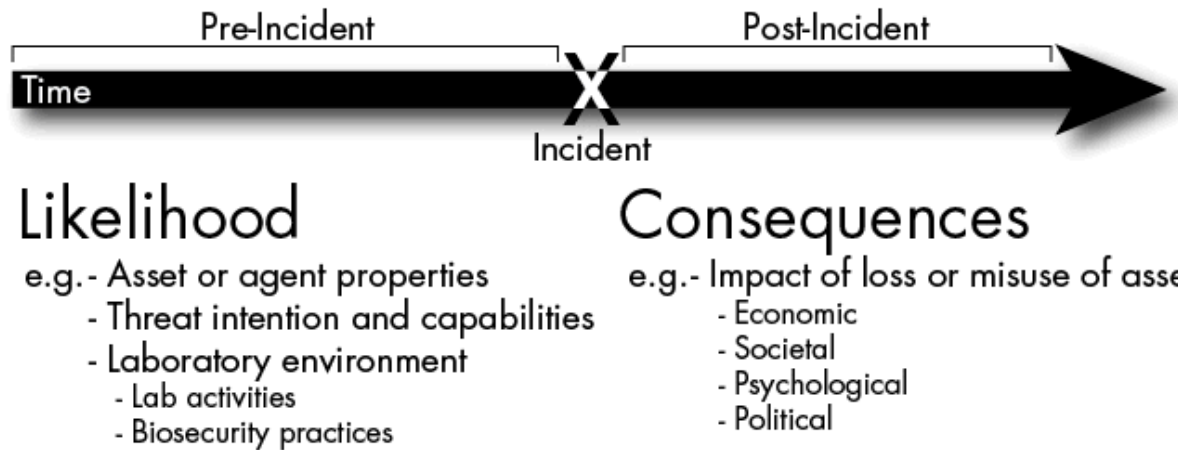 Pre-Incident
Post-Incident
Time
X
Incident
Likelihood
e.g. - Asset or agent properties
- Threat intention and capabilities
- Laboratory environment
- Lab activities
- Biosecurity practices
Consequences
e.g.- Impact of loss or misuse of asse
- Economic
- Societal
- Psychological
- Political